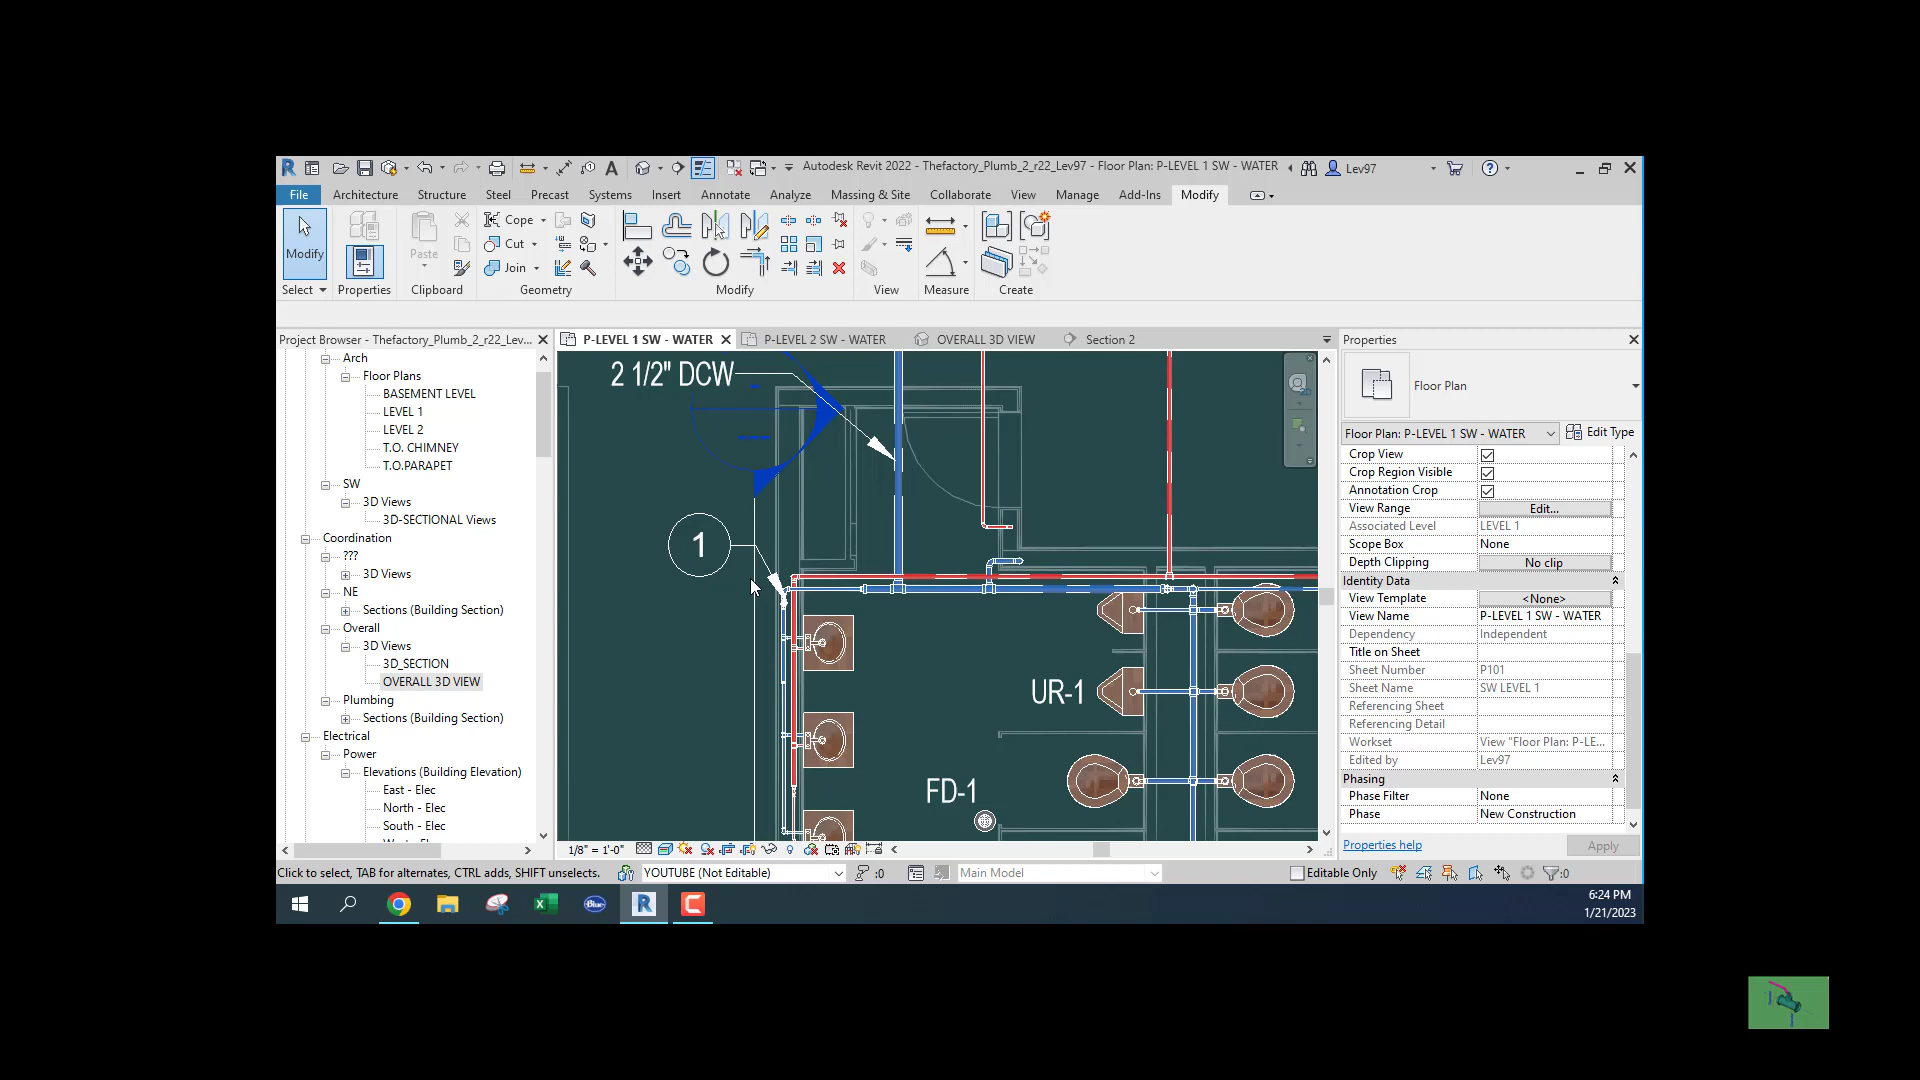 Autodesk Revit 2022 - Thefactory_Plumb_2_r22_Lev97 - Floor Plan: P-LEVEL 1 SW - WATER
Lev97
File Architecture Structure Steel Precast Systems Insert Annotate Analyze Massing & Site Collaborate View Manage Add-Ins Modify
Modify
Paste
Cope
Cut
Join
Select Properties Clipboard Geometry Modify View Measure Create
Project Browser - Thefactory_Plumb_2_r22_Lev...
Arch
Floor Plans
BASEMENT LEVEL
LEVEL 1
LEVEL 2
T.O. CHIMNEY
T.O.PARAPET
SW
3D Views
3D-SECTIONAL Views
Coordination
???
3D Views
NE
Sections (Building Section)
Overall
3D Views
3D_SECTION
OVERALL 3D VIEW
Plumbing
Sections (Building Section)
Electrical
Power
Elevations (Building Elevation)
East - Elec
North - Elec
South - Elec
P-LEVEL 1 SW - WATER
P-LEVEL 2 SW - WATER
OVERALL 3D VIEW
Section 2
2 1/2" DCW
1
UR-1
FD-1
1/8" = 1'-0"
Properties
Floor Plan
Floor Plan: P-LEVEL 1 SW - WATER
Edit Type
Crop View
Crop Region Visible
Annotation Crop
View Range Edit...
Associated Level LEVEL 1
Scope Box None
Depth Clipping No clip
Identity Data
View Template <None>
View Name P-LEVEL 1 SW - WATER
Dependency Independent
Title on Sheet
Sheet Number P101
Sheet Name SW LEVEL 1
Referencing Sheet
Referencing Detail
Workset View "Floor Plan: P-LE...
Edited by Lev97
Phasing
Phase Filter None
Phase New Construction
Properties help
Apply
Click to select, TAB for alternates, CTRL adds, SHIFT unselects.
YOUTUBE (Not Editable)
:0
Main Model
Editable Only
:0
6:24 PM
1/21/2023